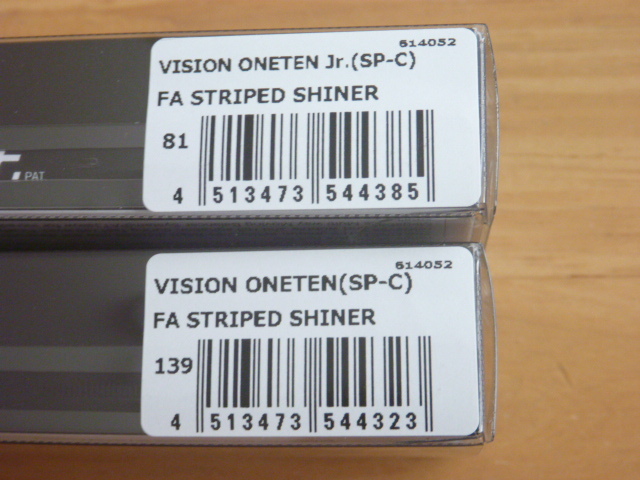 614052
VISION ONETEN Jr.(SP-C)
FA STRIPED SHINER
81
4 513473 544385
PAT
614052
VISION ONETEN(SP-C)
FA STRIPED SHINER
139
4 513473 544323